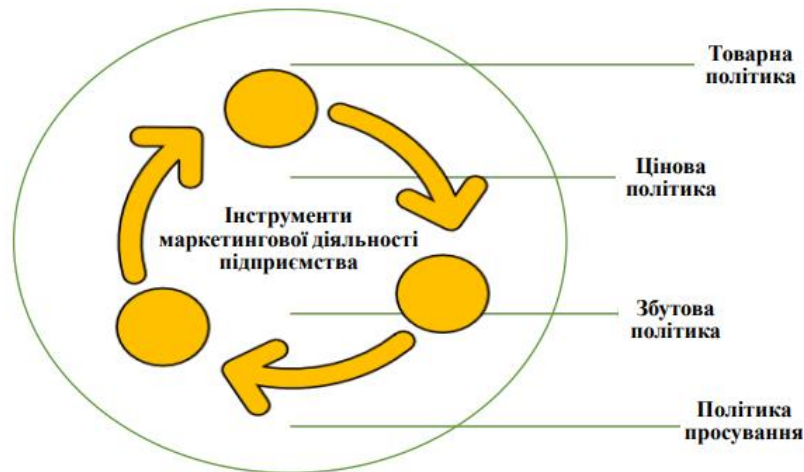 Товарна
політика
Цінова
політика
Інструменти
маркетингової діяльності
підприємства
Збутова
політика
Політика
просування